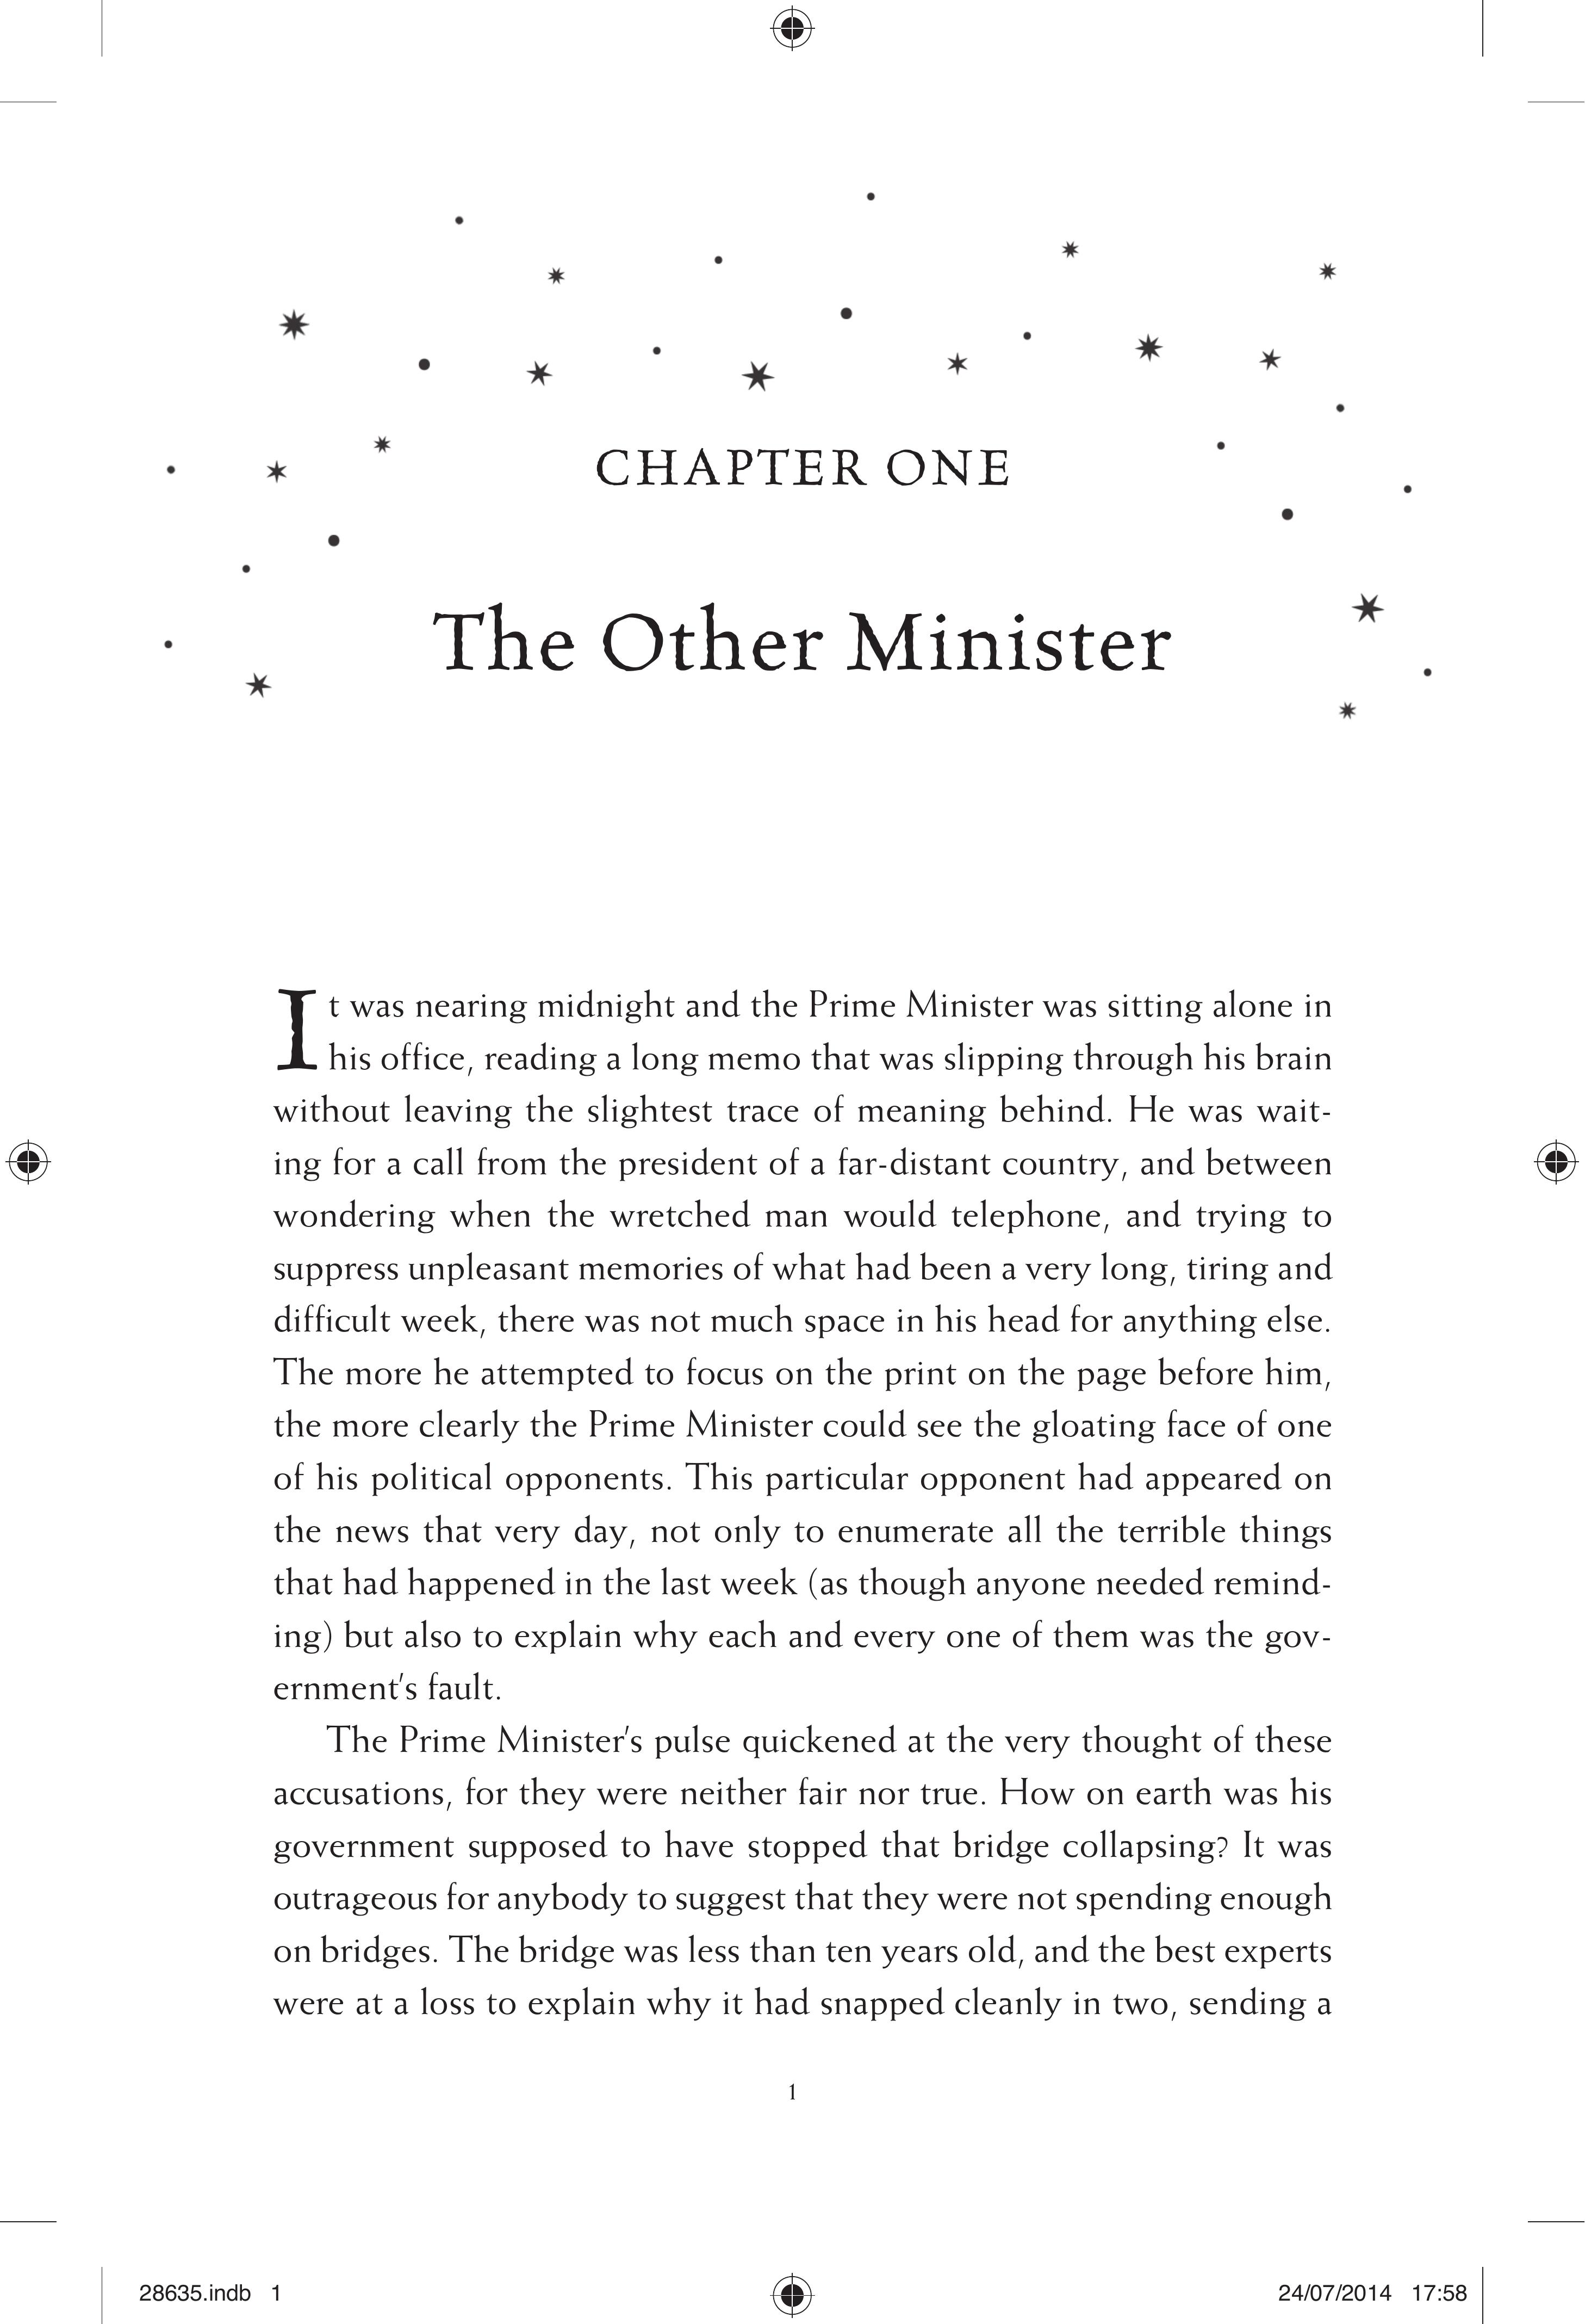 CHAPTER ONE
The Other Minister
It was nearing midnight and the Prime Minister was sitting alone in
his office, reading a long memo that was slipping through his brain
without leaving the slightest trace of meaning behind. He was wait-
ing for a call from the president of a far-distant country, and between
wondering when the wretched man would telephone, and trying to
suppress unpleasant memories of what had been a very long, tiring and
difficult week, there was not much space in his head for anything else.
The more he attempted to focus on the print on the page before him,
the more clearly the Prime Minister could see the gloating face of one
of his political opponents. This particular opponent had appeared on
the news that very day, not only to enumerate all the terrible things
that had happened in the last week (as though anyone needed remind-
ing) but also to explain why each and every one of them was the gov-
ernment's fault.
The Prime Minister's pulse quickened at the very thought of these
accusations, for they were neither fair nor true. How on earth was his
government supposed to have stopped that bridge collapsing? It was
outrageous for anybody to suggest that they were not spending enough
on bridges. The bridge was less than ten years old, and the best experts
were at a loss to explain why it had snapped cleanly in two, sending a
1
28635.indb 1
24/07/2014 17:58